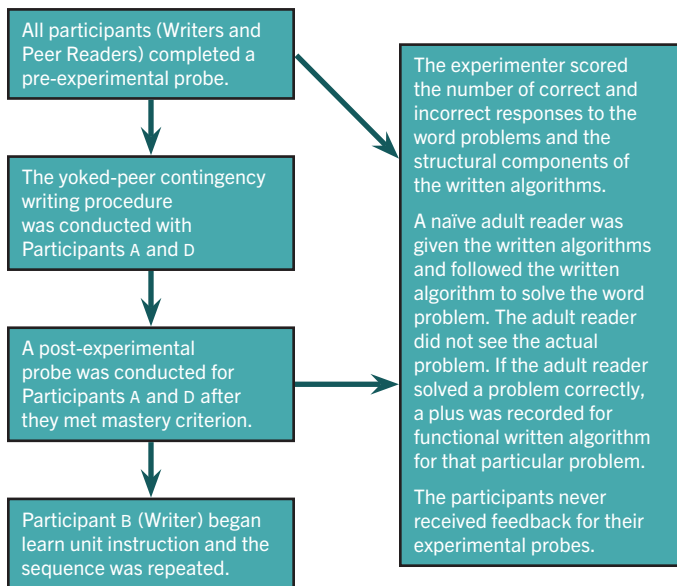 All participants (Writers and
Peer Readers) completed a
pre-experimental probe.
The yoked-peer contingency
writing procedure
was conducted with
Participants A and D
A post-experimental
probe was conducted for
Participants A and D after
they met mastery criterion.
Participant B (Writer) began
learn unit instruction and the
sequence was repeated.
The experimenter scored
the number of correct and
incorrect responses to the
word problems and the
structural components of
the written algorithms.
A naïve adult reader was
given the written algorithms
and followed the written
algorithm to solve the word
problem. The adult reader
did not see the actual
problem. If the adult reader
solved a problem correctly,
a plus was recorded for
functional written algorithm
for that particular problem.
The participants never
received feedback for their
experimental probes.